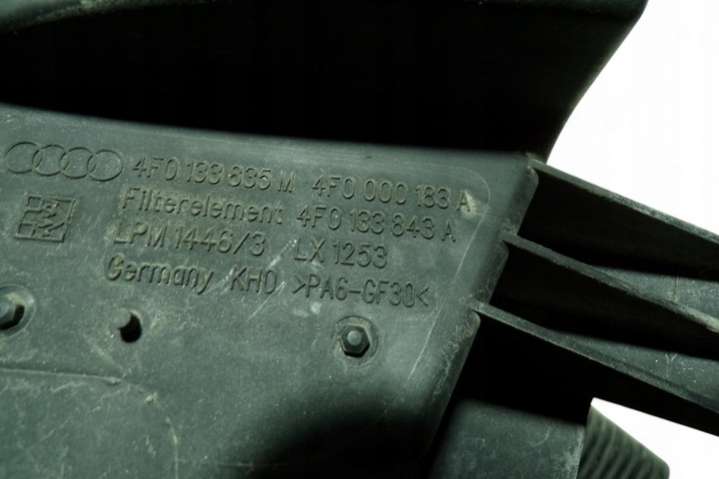 4F0 133 835 M 4F0 000 183 A
Filterelement 4F0 133 843 A
LPM 1446/3 LX 1253
Germany KHO >PA6-GF30<